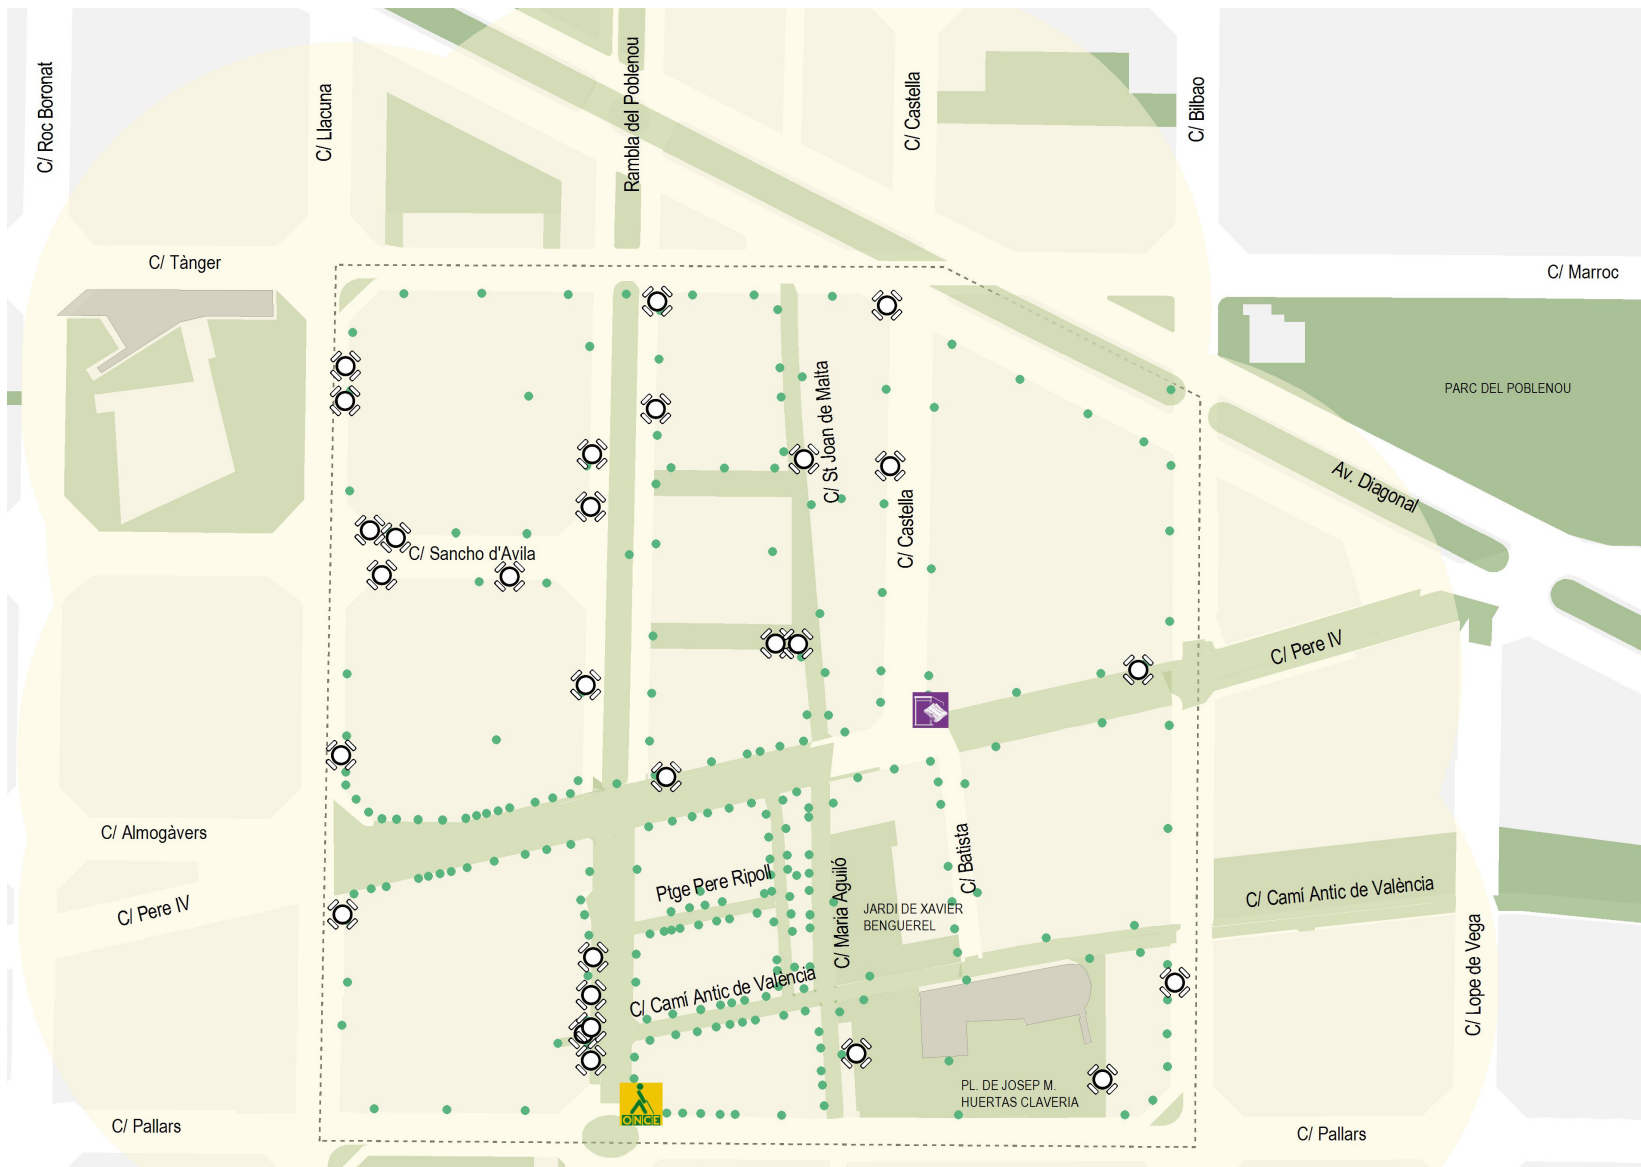 C/ Roc Boronat
C/ Llacuna
Rambla del Poblenou
C/ Castella
C/ Bilbao
C/ Tànger
C/ Marroc
PARC DEL POBLENOU
C/ St Joan de Malta
Av. Diagonal
C/ Castella
C/ Sancho d'Avila
C/ Pere IV
C/ Almogàvers
C/ Batista
Ptge Pere Ripoll
C/ Maria Aguiló
C/ Camí Antic de València
C/ Pere IV
JARDI DE XAVIER
BENGUEREL
C/ Lope de Vega
C/ Camí Antic de València
PL. DE JOSEP M.
HUERTAS CLAVERIA
ONCE
C/ Pallars
C/ Pallars